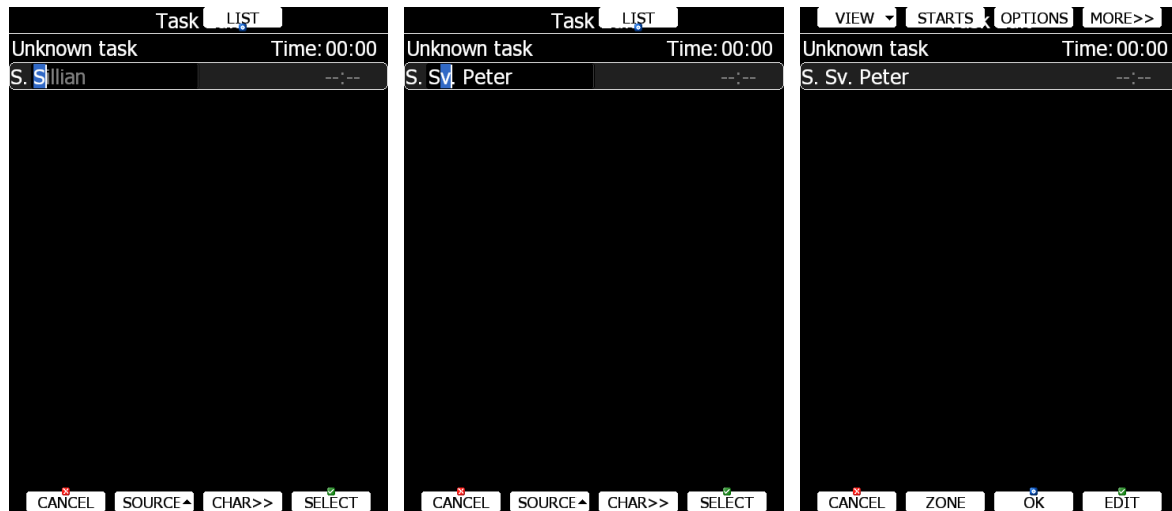 Task LIST
Unknown task Time: 00:00
S. Sillian --:--
CANCEL SOURCE CHAR>> SELECT
Task LIST
Unknown task Time: 00:00
S. Sv. Peter --:--
CANCEL SOURCE CHAR>> SELECT
VIEW STARTS OPTIONS MORE>>
Unknown task Time: 00:00
S. Sv. Peter --:--
CANCEL ZONE OK EDIT